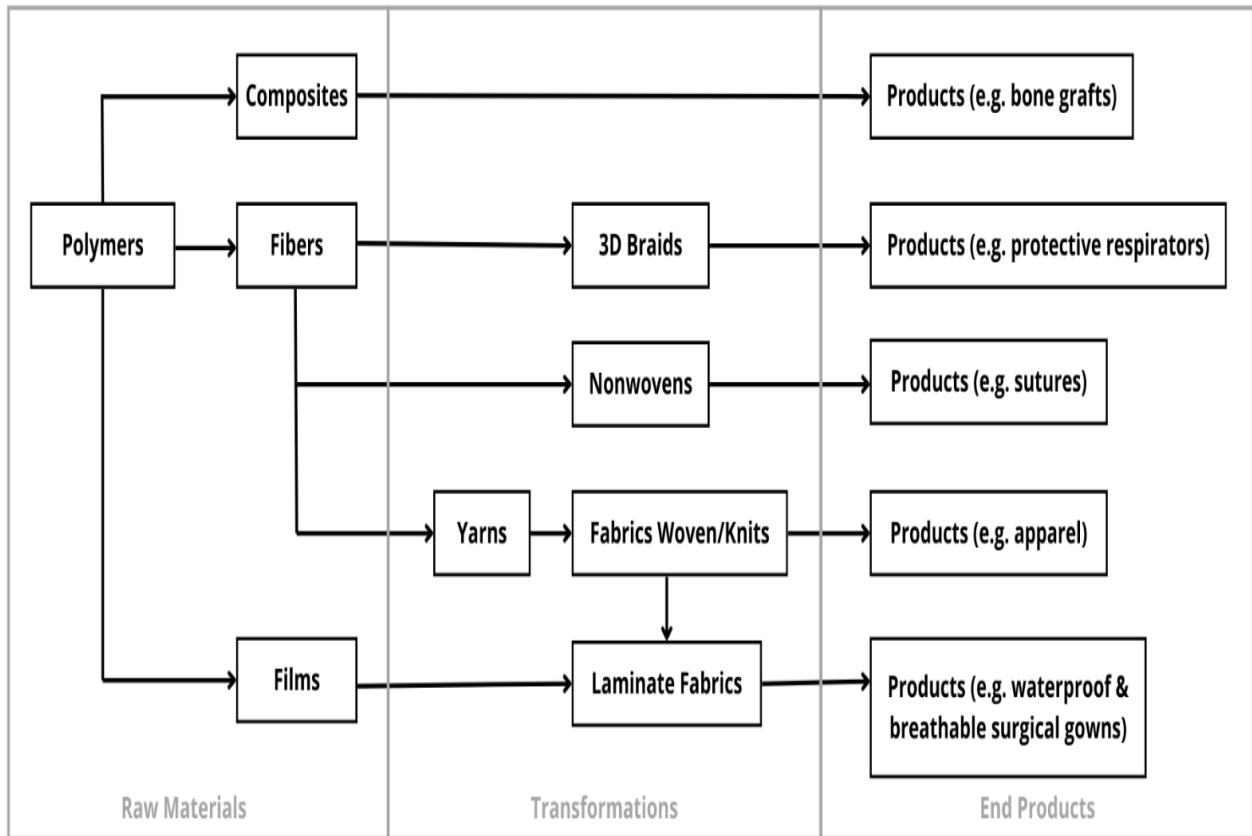 Composites
Products (e.g. bone grafts)
Polymers
Fibers
3D Braids
Products (e.g. protective respirators)
Nonwovens
Products (e.g. sutures)
Yarns
Fabrics Woven/Knits
Products (e.g. apparel)
Films
Laminate Fabrics
Products (e.g. waterproof &
breathable surgical gowns)
Raw Materials
Transformations
End Products